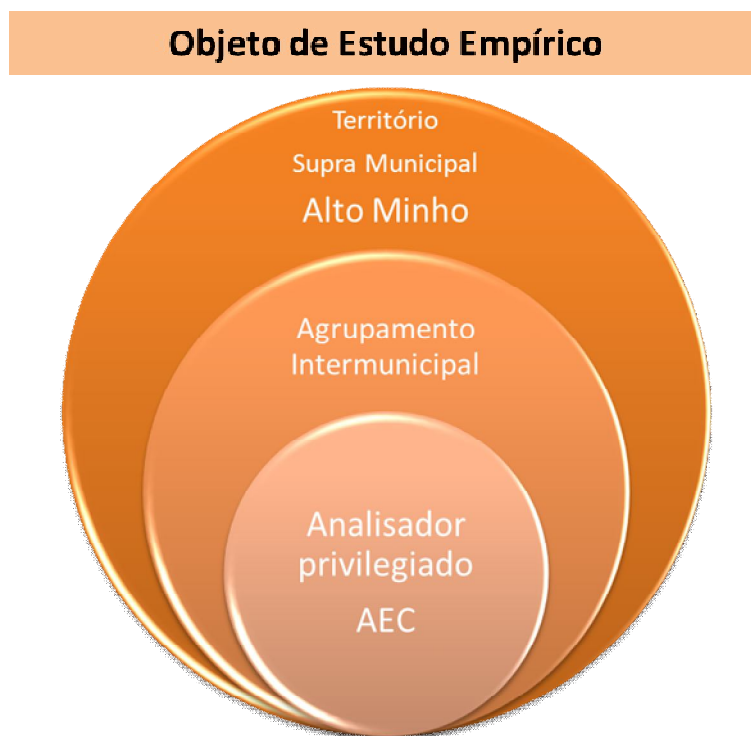 Objeto de Estudo Empírico
Território
Supra Municipal
Alto Minho
Agrupamento
Intermunicipal
Analisador
privilegiado
AEC